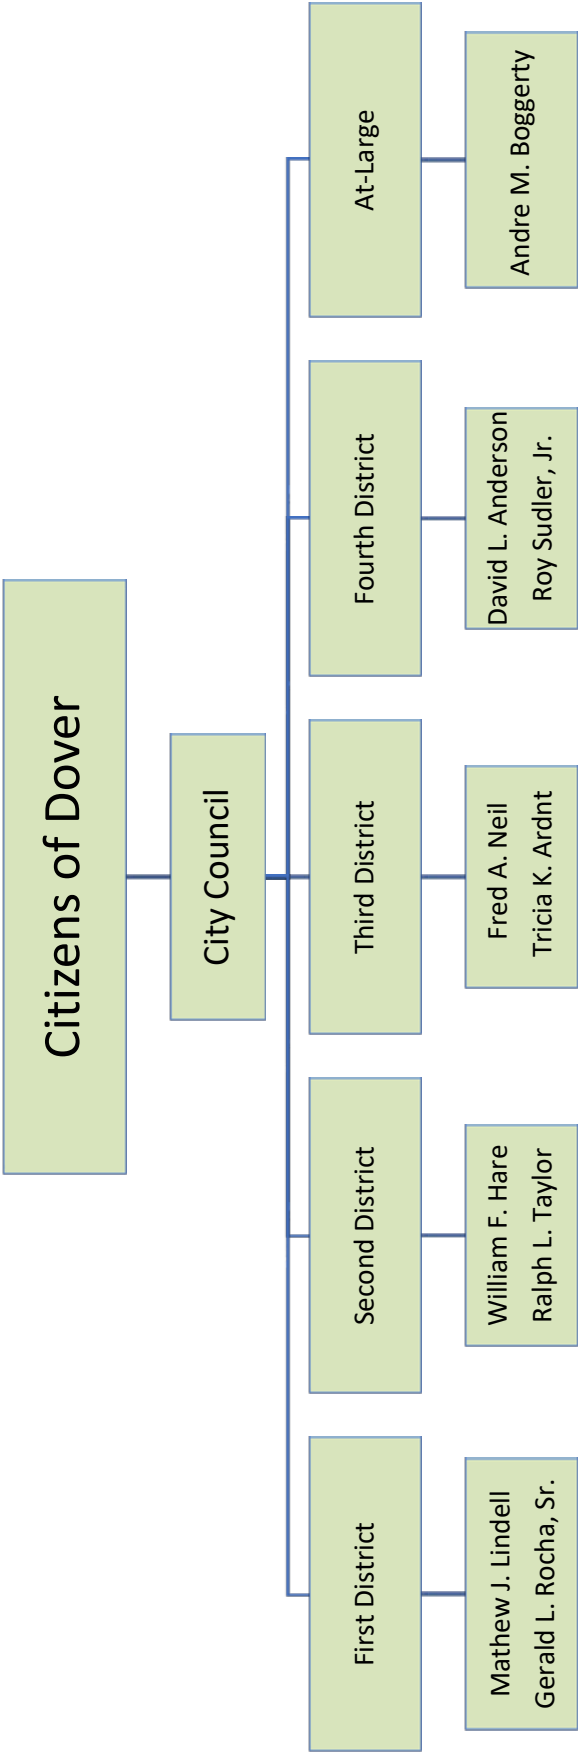 Citizens of Dover
City Council
First District
Second District
Third District
Fourth District
At-Large
Mathew J. Lindell
Gerald L. Rocha, Sr.
William F. Hare
Ralph L. Taylor
Fred A. Neil
Tricia K. Ardnt
David L. Anderson
Roy Sudler, Jr.
Andre M. Boggerty